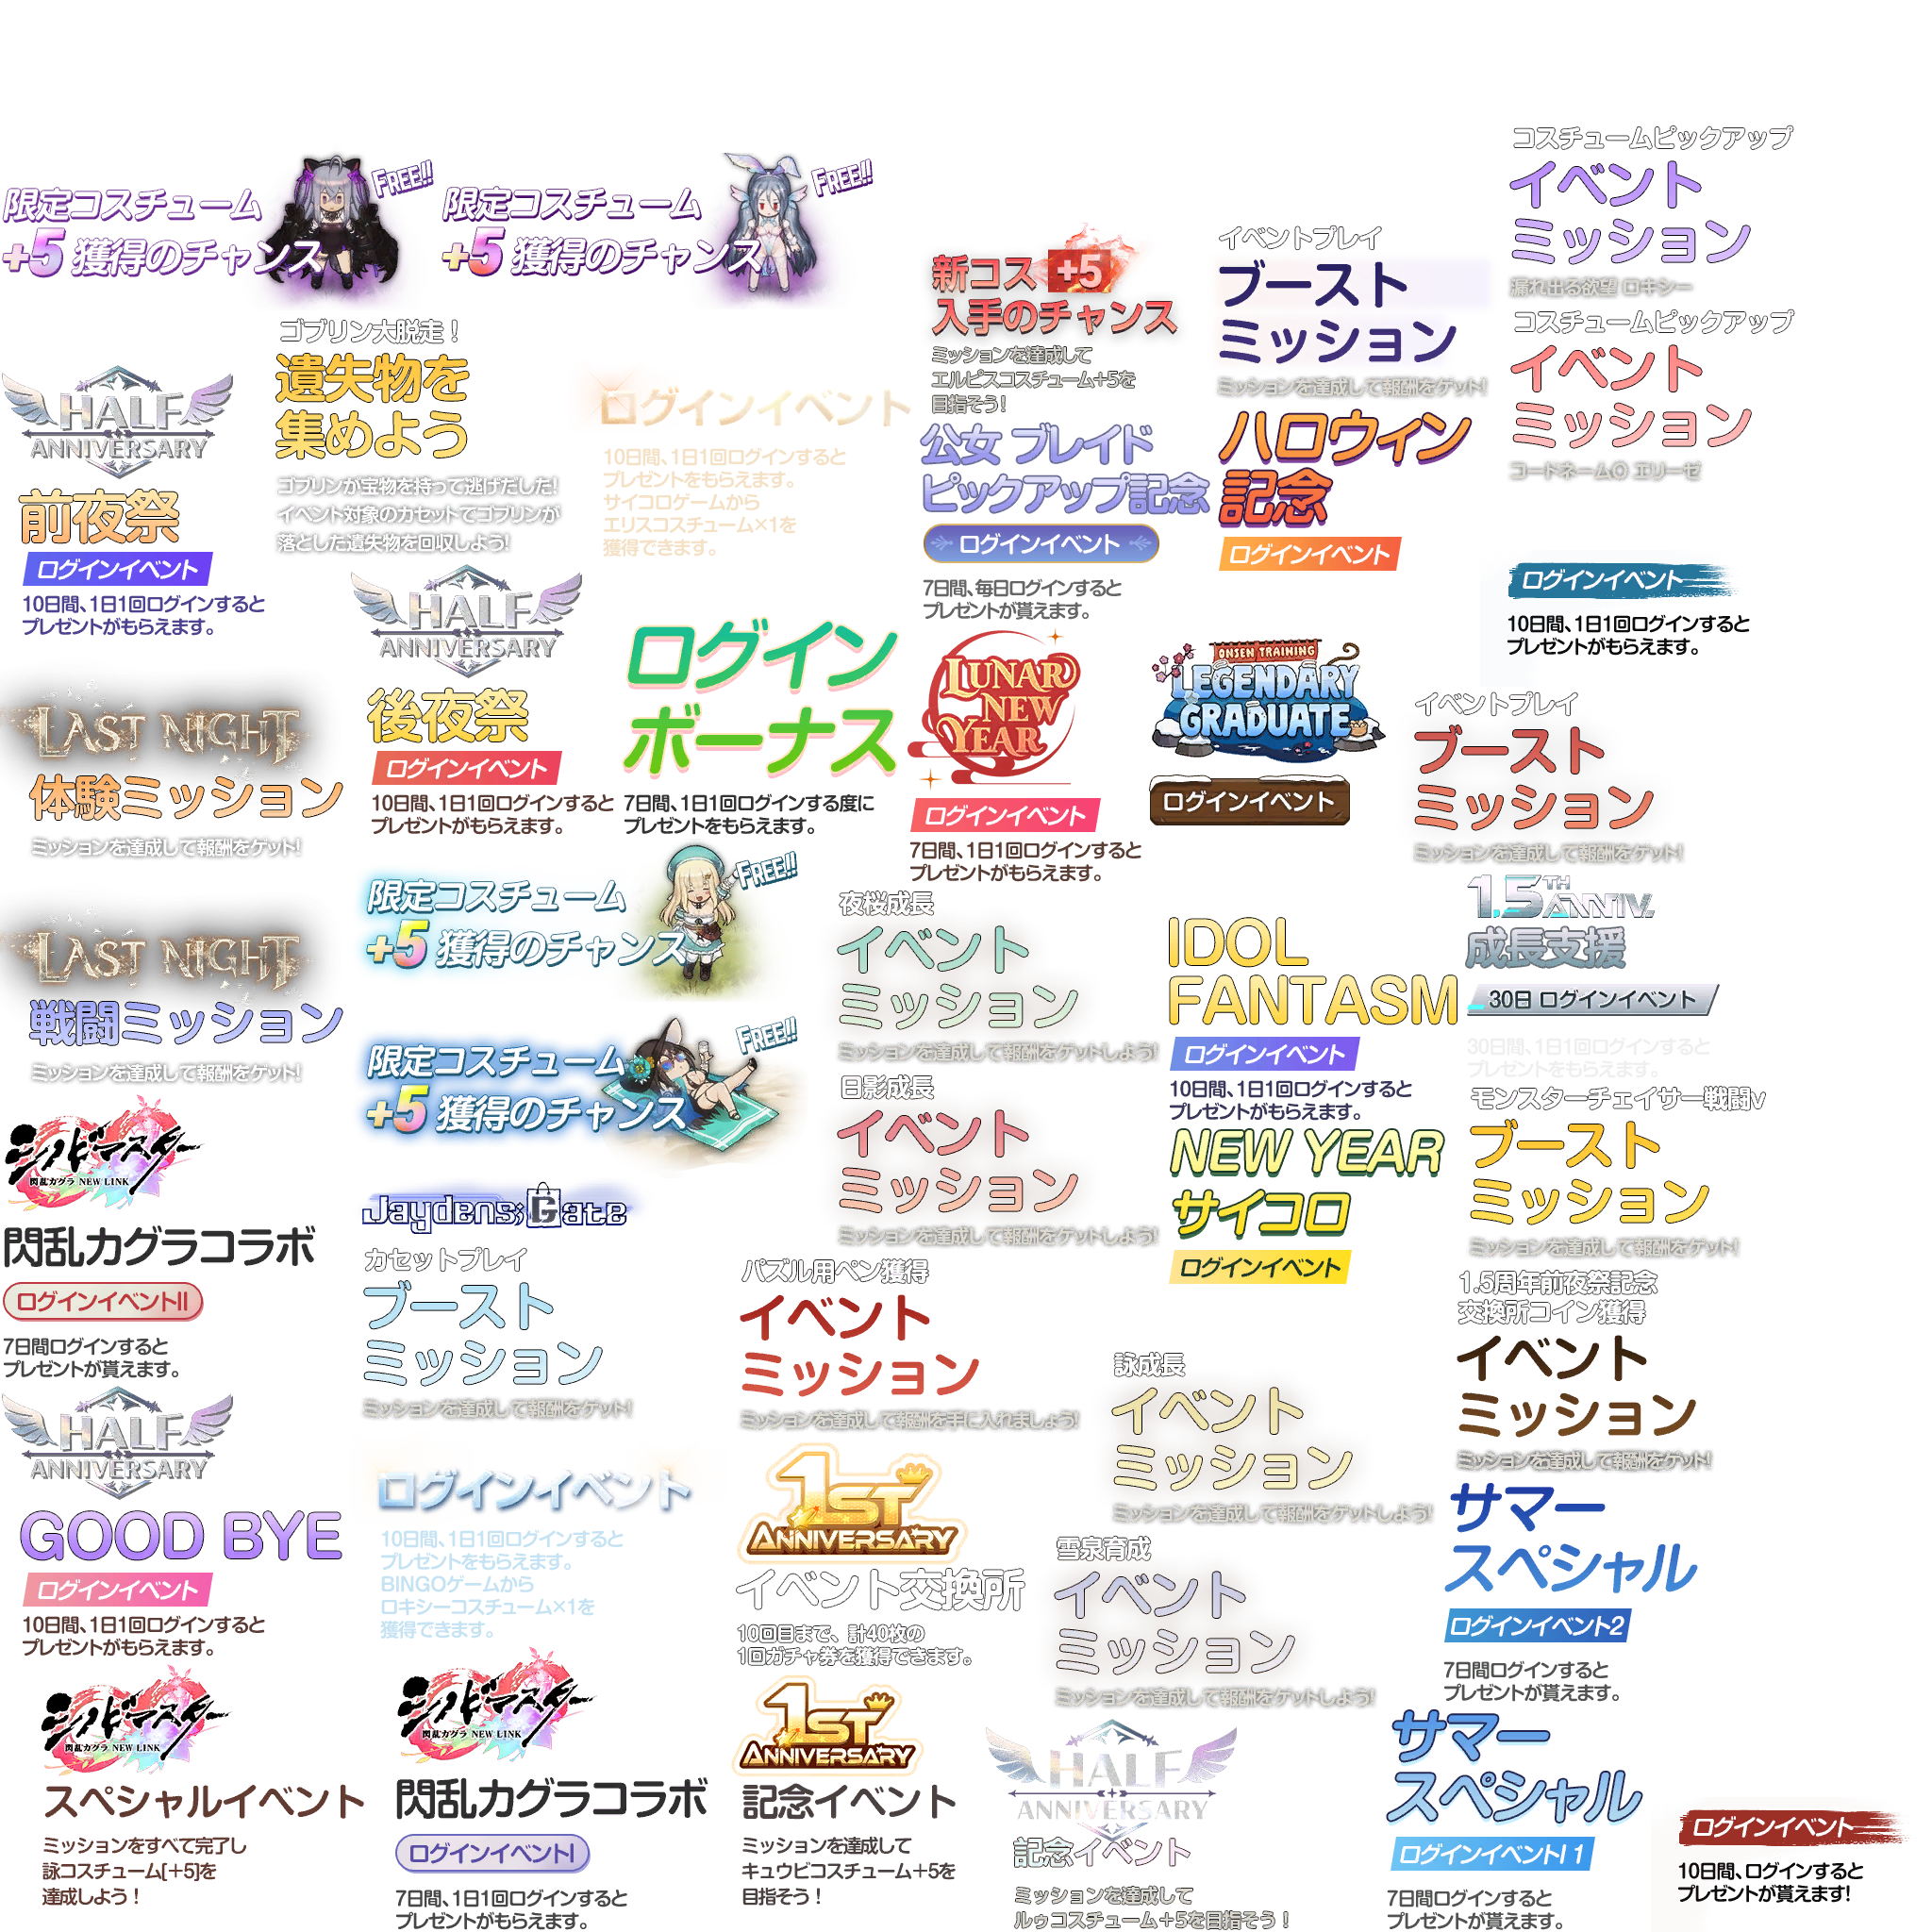 限定コスチューム
FREE!!
+5 獲得のチャンス
限定コスチューム
FREE!!
+5 獲得のチャンス
新コス +5
入手のチャンス
ミッションを達成して
エルピスコスチューム+5を
目指そう!
イベントプレイ
ブースト
ミッション
ミッションを達成して報酬をゲット!
コスチュームピックアップ
イベント
ミッション
漏れ出る欲望 ロキシー
コスチュームピックアップ
イベント
ミッション
コードネームO エリーゼ
HALF
ANNIVERSARY
前夜祭
ログインイベント
10日間、1日1回ログインすると
プレゼントがもらえます。
ゴブリン大脱走！
遺失物を
集めよう
ゴブリンが宝物を持って逃げだした!
イベント対象のカセットでゴブリンが
落とした遺失物を回収しよう!
ログインイベント
10日間、1日1回ログインすると
プレゼントをもらえます。
サイコロゲームから
エリスコスチューム×1を
獲得できます。
公女 ブレイド
ピックアップ記念
ログインイベント
7日間、毎日ログインすると
プレゼントが貰えます。
ハロウィン
記念
ログインイベント
ログインイベント
10日間、1日1回ログインすると
プレゼントがもらえます。
HALF
ANNIVERSARY
後夜祭
ログインイベント
10日間、1日1回ログインすると
プレゼントがもらえます。
ログイン
ボーナス
7日間、1日1回ログインする度に
プレゼントをもらえます。
LUNAR
NEW
YEAR
ログインイベント
7日間、1日1回ログインすると
プレゼントがもらえます。
ONSEN TRAINING
LEGENDARY
GRADUATE
ログインイベント
イベントプレイ
ブースト
ミッション
ミッションを達成して報酬をゲット!
LAST NIGHT
体験ミッション
ミッションを達成して報酬をゲット!
LAST NIGHT
戦闘ミッション
ミッションを達成して報酬をゲット!
限定コスチューム
FREE!!
+5 獲得のチャンス
限定コスチューム
FREE!!
+5 獲得のチャンス
夜桜成長
イベント
ミッション
ミッションを達成して報酬をゲットしよう!
日影成長
イベント
ミッション
ミッションを達成して報酬をゲットしよう!
IDOL
FANTASM
ログインイベント
10日間、1日1回ログインすると
プレゼントがもらえます。
1.5TH
ANNIV.
成長支援
30日 ログインイベント
30日間、1日1回ログインすると
プレゼントをもらえます。
NEW YEAR
サイコロ
ログインイベント
モンスターチェイサー戦闘v
ブースト
ミッション
ミッションを達成して報酬をゲット!
シノビマスター
閃乱カグラ NEW LINK
閃乱カグラコラボ
ログインイベントII
7日間ログインすると
プレゼントが貰えます。
Jaydens;Gate
カセットプレイ
ブースト
ミッション
ミッションを達成して報酬をゲット!
パズル用ペン獲得
イベント
ミッション
ミッションを達成して報酬を手に入れましょう!
詠成長
イベント
ミッション
ミッションを達成して報酬をゲットしよう!
1.5周年前夜祭記念
交換所コイン獲得
イベント
ミッション
ミッションを達成して報酬をゲット!
HALF
ANNIVERSARY
GOOD BYE
ログインイベント
10日間、1日1回ログインすると
プレゼントがもらえます。
ログインイベント
10日間、1日1回ログインすると
プレゼントをもらえます。
BINGOゲームから
ロキシーコスチューム×1を
獲得できます。
1ST
ANNIVERSARY
イベント交換所
10回目まで、計40枚の
1回ガチャ券を獲得できます。
雪泉育成
イベント
ミッション
ミッションを達成して報酬をゲットしよう!
サマー
スペシャル
ログインイベント2
7日間ログインすると
プレゼントが貰えます。
シノビマスター
閃乱カグラ NEW LINK
スペシャルイベント
ミッションをすべて完了し
詠コスチューム[+5]を
達成しよう！
シノビマスター
閃乱カグラ NEW LINK
閃乱カグラコラボ
ログインイベントI
7日間、1日1回ログインすると
プレゼントがもらえます。
1ST
ANNIVERSARY
記念イベント
ミッションを達成して
キュウビコスチューム+5を
目指そう！
HALF
ANNIVERSARY
記念イベント
ミッションを達成して
ルゥコスチューム+5を目指そう！
サマー
スペシャル
ログインイベントI 1
7日間ログインすると
プレゼントが貰えます。
ログインイベント
10日間、ログインすると
プレゼントが貰えます!